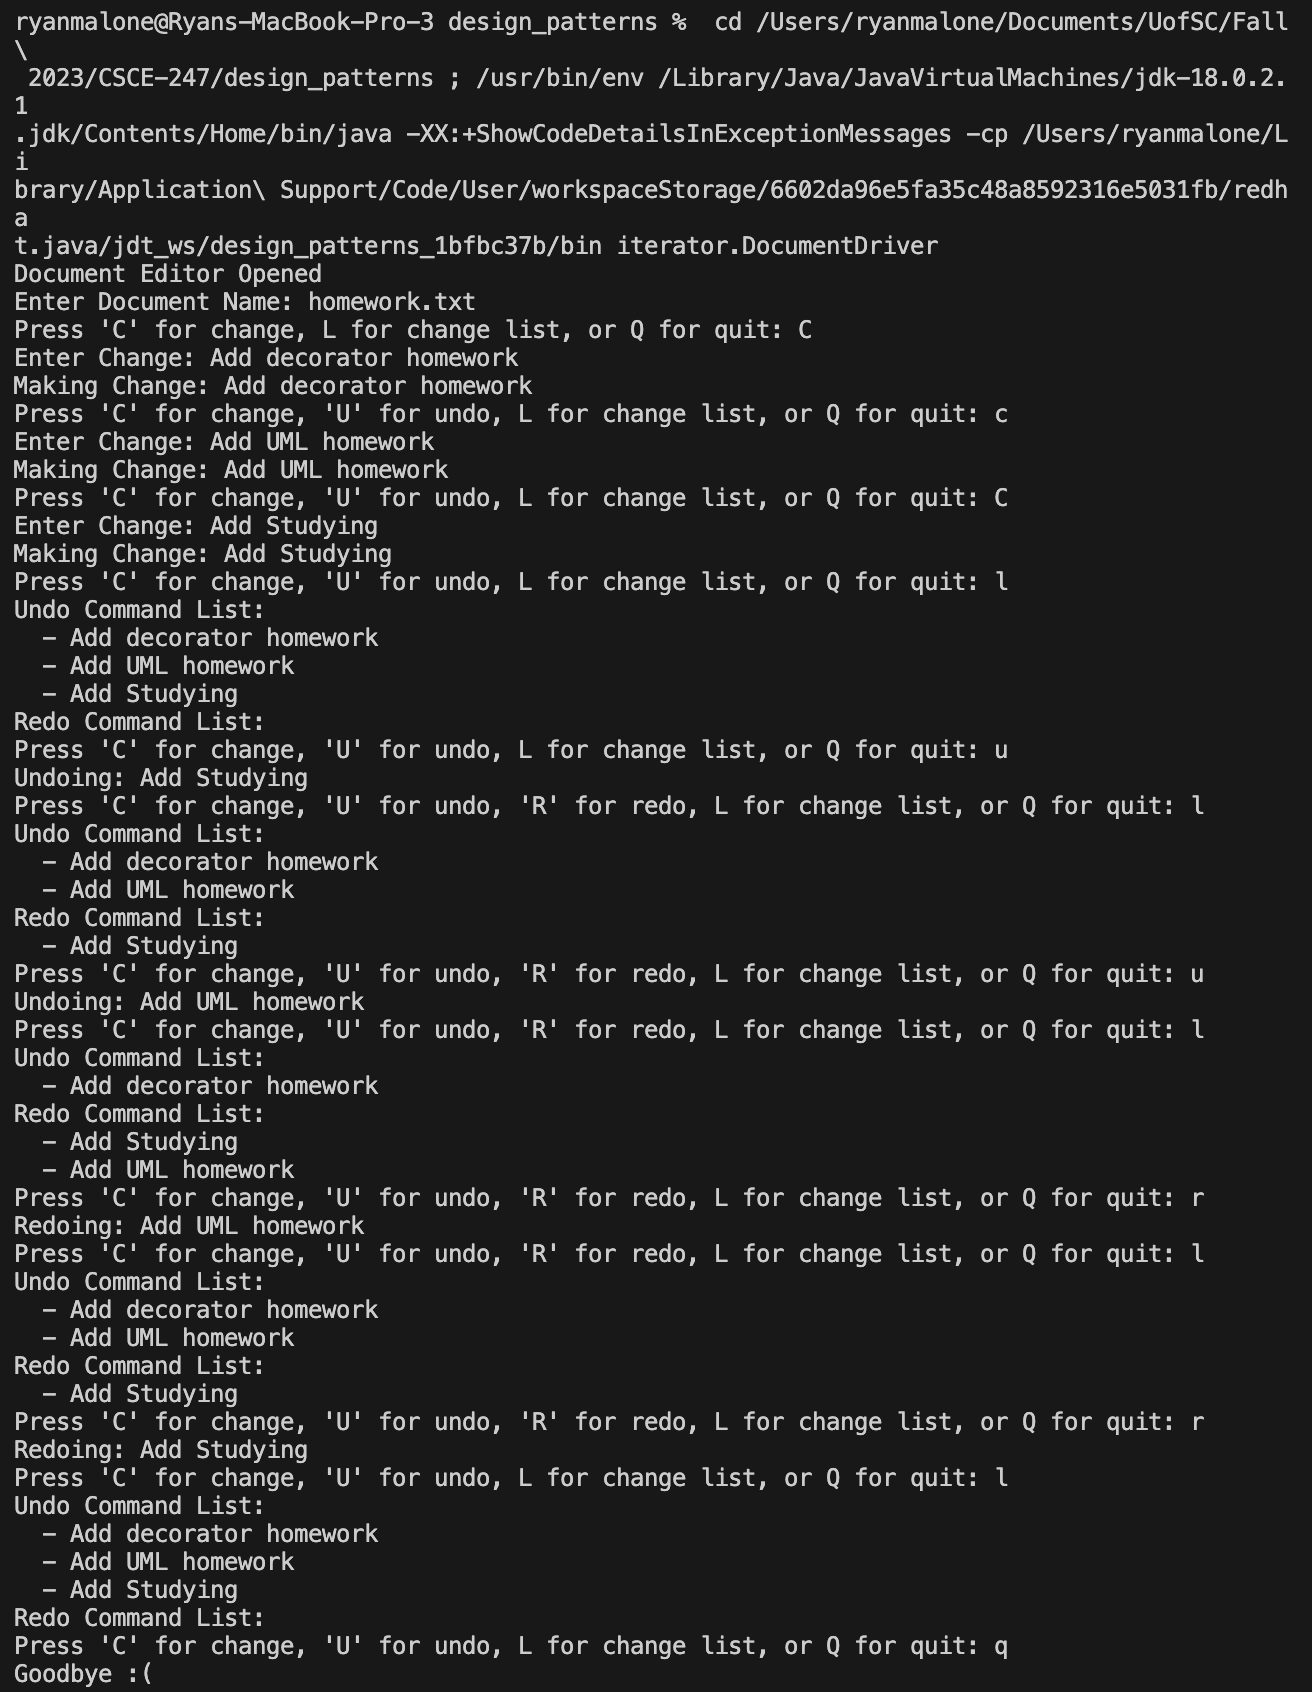 ryanmalone@Ryans-MacBook-Pro-3 design_patterns %  cd /Users/ryanmalone/Documents/UofSC/Fall
\
 2023/CSCE-247/design_patterns ; /usr/bin/env /Library/Java/JavaVirtualMachines/jdk-18.0.2.
1
.jdk/Contents/Home/bin/java -XX:+ShowCodeDetailsInExceptionMessages -cp /Users/ryanmalone/L
i
brary/Application\ Support/Code/User/workspaceStorage/6602da96e5fa35c48a8592316e5031fb/redh
a
t.java/jdt_ws/design_patterns_1bfbc37b/bin iterator.DocumentDriver
Document Editor Opened
Enter Document Name: homework.txt
Press 'C' for change, L for change list, or Q for quit: C
Enter Change: Add decorator homework
Making Change: Add decorator homework
Press 'C' for change, 'U' for undo, L for change list, or Q for quit: c
Enter Change: Add UML homework
Making Change: Add UML homework
Press 'C' for change, 'U' for undo, L for change list, or Q for quit: C
Enter Change: Add Studying
Making Change: Add Studying
Press 'C' for change, 'U' for undo, L for change list, or Q for quit: l
Undo Command List:
  - Add decorator homework
  - Add UML homework
  - Add Studying
Redo Command List:
Press 'C' for change, 'U' for undo, L for change list, or Q for quit: u
Undoing: Add Studying
Press 'C' for change, 'U' for undo, 'R' for redo, L for change list, or Q for quit: l
Undo Command List:
  - Add decorator homework
  - Add UML homework
Redo Command List:
  - Add Studying
Press 'C' for change, 'U' for undo, 'R' for redo, L for change list, or Q for quit: u
Undoing: Add UML homework
Press 'C' for change, 'U' for undo, 'R' for redo, L for change list, or Q for quit: l
Undo Command List:
  - Add decorator homework
Redo Command List:
  - Add Studying
  - Add UML homework
Press 'C' for change, 'U' for undo, 'R' for redo, L for change list, or Q for quit: r
Redoing: Add UML homework
Press 'C' for change, 'U' for undo, 'R' for redo, L for change list, or Q for quit: l
Undo Command List:
  - Add decorator homework
  - Add UML homework
Redo Command List:
  - Add Studying
Press 'C' for change, 'U' for undo, 'R' for redo, L for change list, or Q for quit: r
Redoing: Add Studying
Press 'C' for change, 'U' for undo, L for change list, or Q for quit: l
Undo Command List:
  - Add decorator homework
  - Add UML homework
  - Add Studying
Redo Command List:
Press 'C' for change, 'U' for undo, L for change list, or Q for quit: q
Goodbye :(